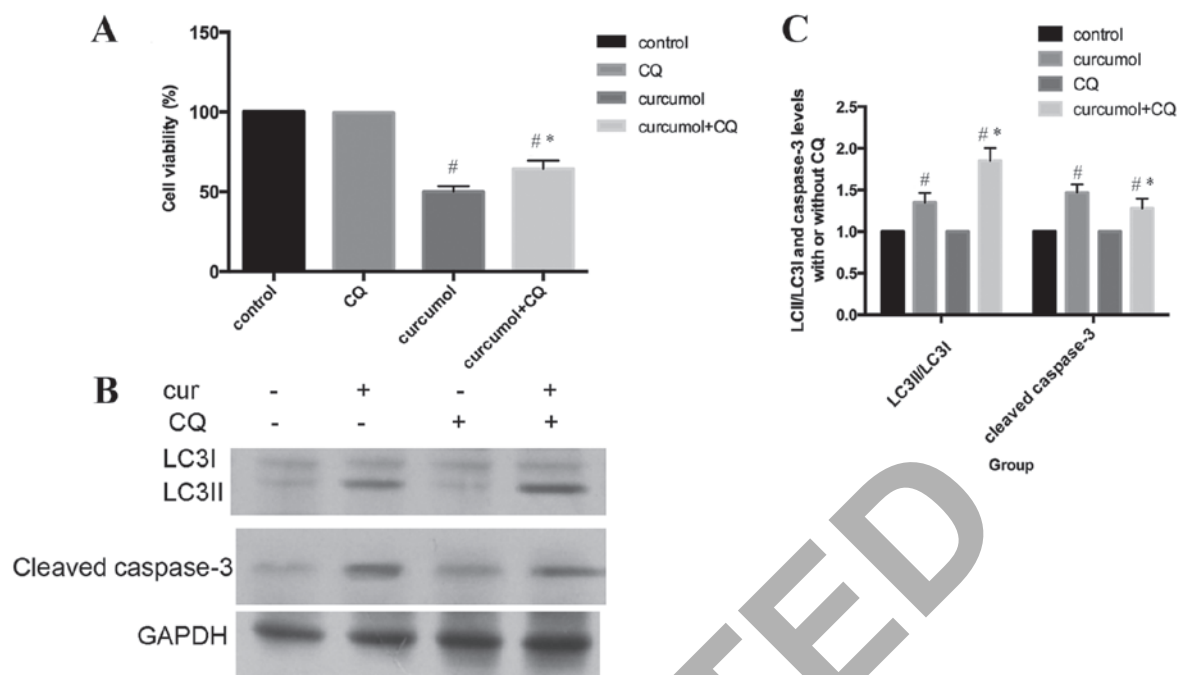 A
150
100
50
0
Cell viability (%)
control
CQ
curcumol
curcumol+CQ
#
# *
control
CQ
curcumol
curcumol+CQ
C
control
curcumol
CQ
curcumol+CQ
2.5
2.0
1.5
1.0
0.5
0.0
LCII/LC3I and caspase-3 levels
with or without CQ
#
# *
#
# *
LC3II/LC3I
cleaved caspase-3
Group
B
cur - + - +
CQ - - + +
LC3I
LC3II
Cleaved caspase-3
GAPDH
TED